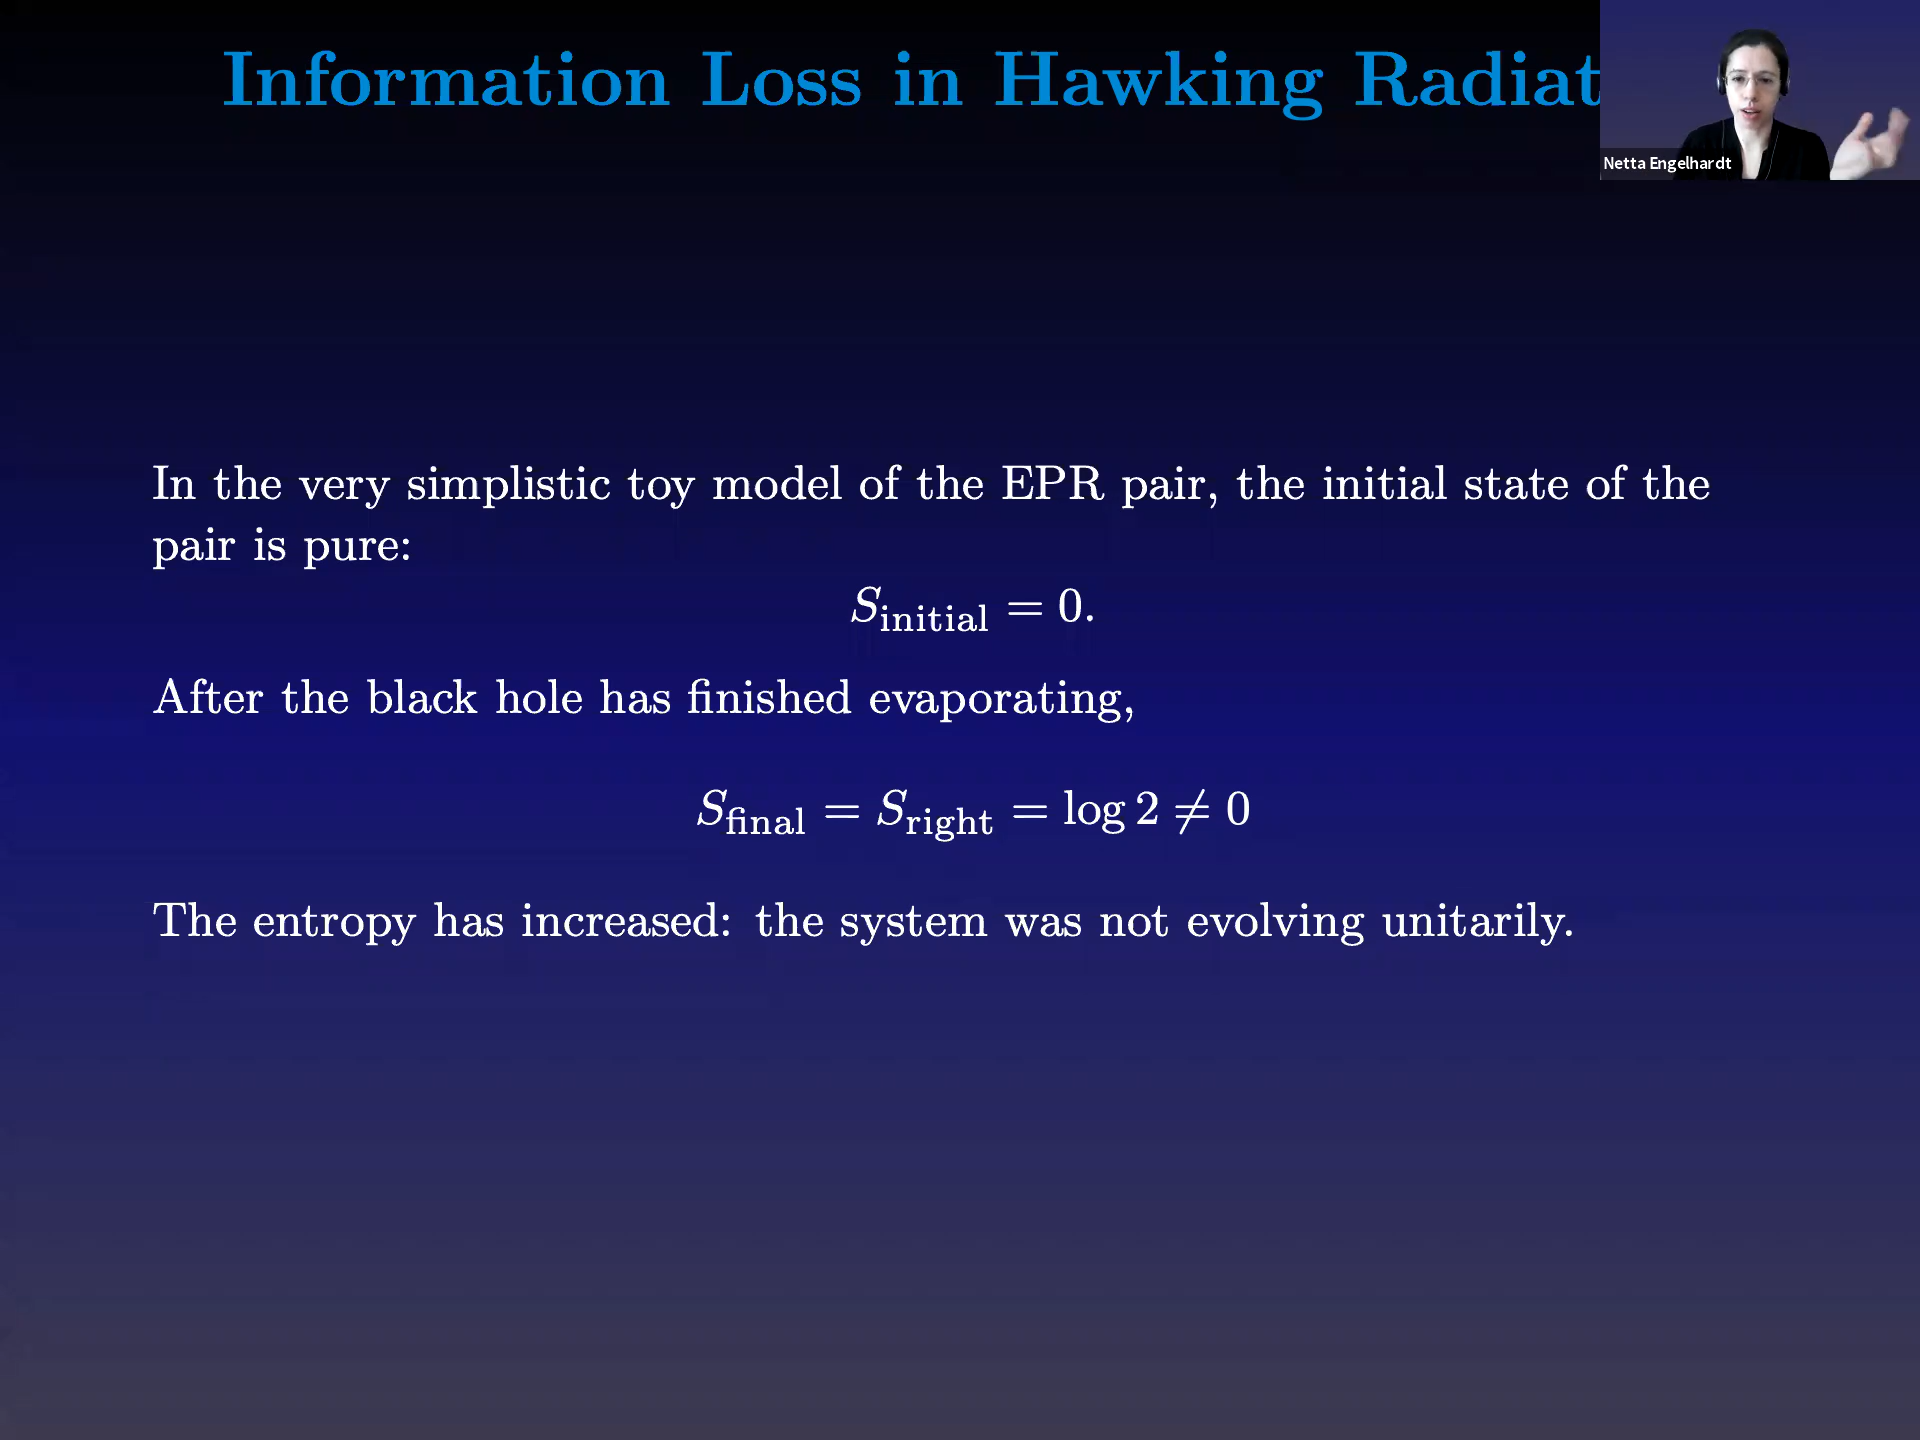 Information Loss in Hawking Radiat
Netta Engelhardt
In the very simplistic toy model of the EPR pair, the initial state of the
pair is pure:
S_initial = 0.
After the black hole has finished evaporating,
S_final = S_right = log 2 ≠ 0
The entropy has increased: the system was not evolving unitarily.